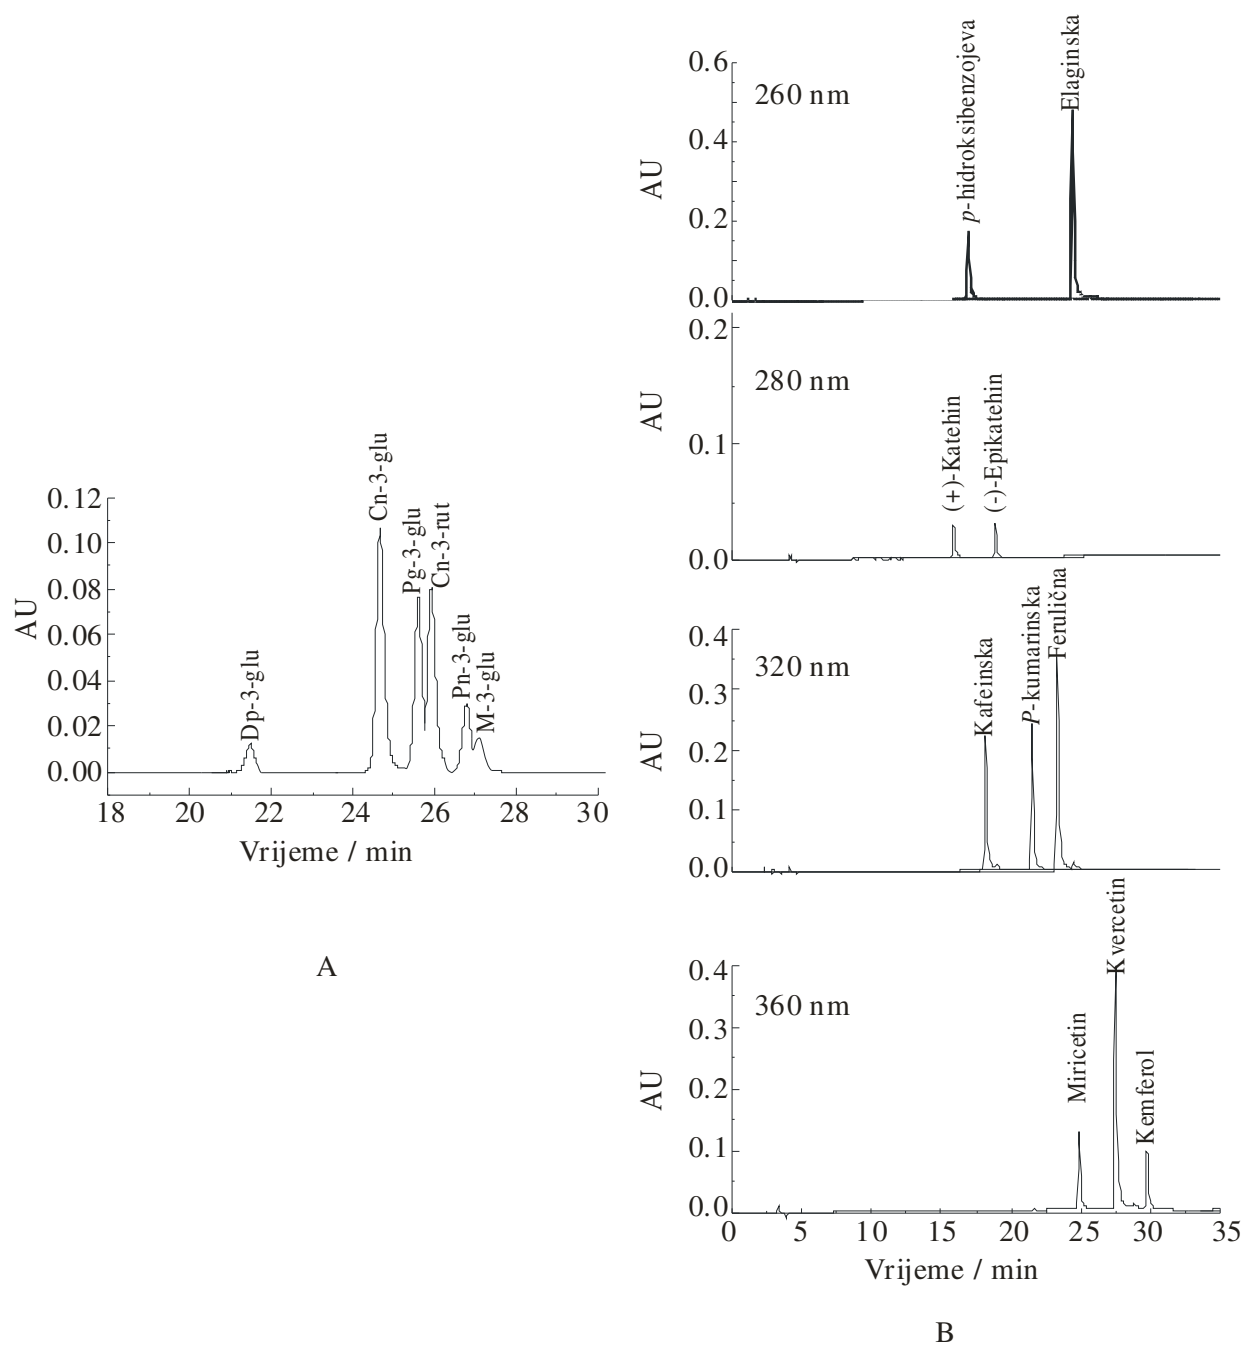 0.12
0.10
0.08
0.06
0.04
0.02
0.00
AU
Dp-3-glu
Cn-3-glu
Pg-3-glu
Cn-3-rut
Pn-3-glu
M-3-glu
18 20 22 24 26 28 30
Vrijeme / min
A
0.6
0.4
0.2
0.0
AU
260 nm
p-hidroksibenzojeva
Elaginska
0.2
0.1
0.0
AU
280 nm
(+)-Katehin
(-)-Epikatehin
0.4
0.3
0.2
0.1
0.0
AU
320 nm
Kafeinska
P-kumarinska
Ferulična
0.4
0.3
0.2
0.1
0.0
AU
360 nm
Miricetin
Kvercetin
Kemferol
0 5 10 15 20 25 30 35
Vrijeme / min
B